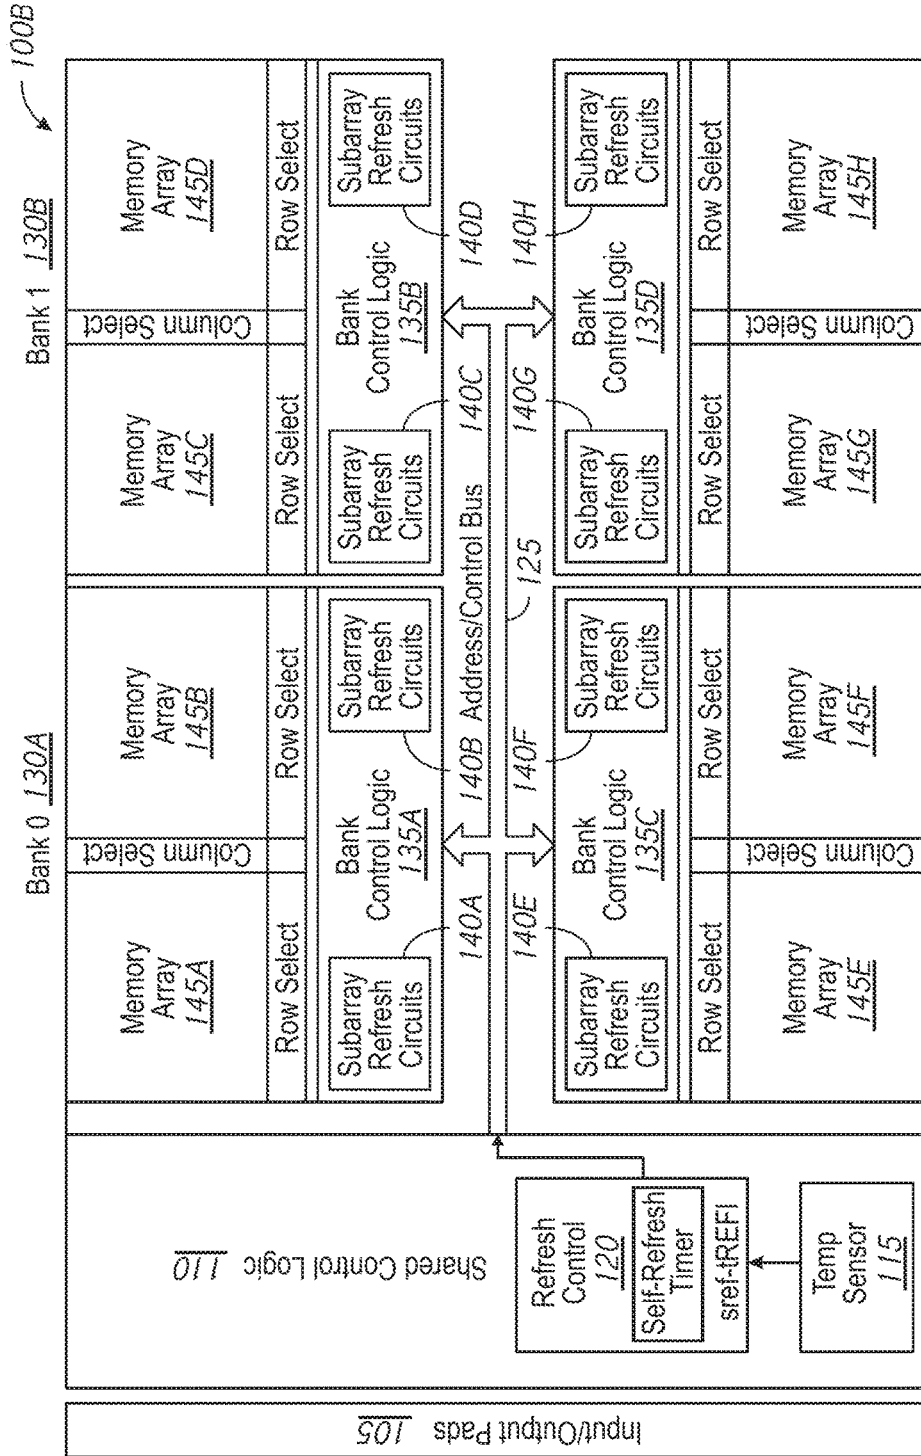 100B
Bank 0 130A
Bank 1 130B
Memory
Array
145A
Column Select
Memory
Array
145B
Memory
Array
145C
Column Select
Memory
Array
145D
Row Select
Row Select
Row Select
Row Select
Subarray
Refresh
Circuits
Bank
Control Logic
135A
Subarray
Refresh
Circuits
Subarray
Refresh
Circuits
Bank
Control Logic
135B
Subarray
Refresh
Circuits
140A
140B
140C
140D
Address/Control Bus
125
140E
140F
140G
140H
Subarray
Refresh
Circuits
Bank
Control Logic
135C
Subarray
Refresh
Circuits
Subarray
Refresh
Circuits
Bank
Control Logic
135D
Subarray
Refresh
Circuits
Row Select
Row Select
Row Select
Row Select
Memory
Array
145E
Column Select
Memory
Array
145F
Memory
Array
145G
Column Select
Memory
Array
145H
Shared Control Logic 110
Refresh
Control
120
Self-Refresh
Timer
sref-tREFI
Temp
Sensor
115
Input/Output Pads 105